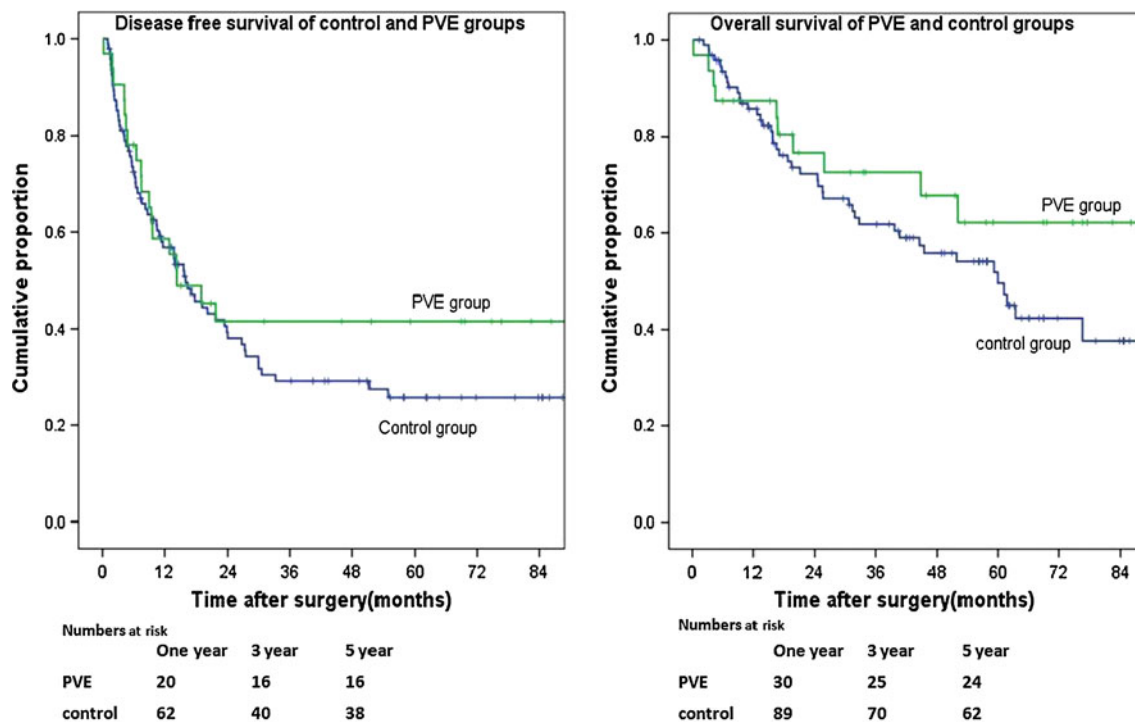 Disease free survival of control and PVE groups
1.0
0.8
0.6
0.4
0.2
0.0
Cumulative proportion
PVE group
Control group
0 12 24 36 48 60 72 84
Time after surgery(months)
Numbers at risk
One year 3 year 5 year
PVE 20 16 16
control 62 40 38
Overall survival of PVE and control groups
1.0
0.8
0.6
0.4
0.2
0.0
Cumulative proportion
PVE group
control group
0 12 24 36 48 60 72 84
Time after surgery(months)
Numbers at risk
One year 3 year 5 year
PVE 30 25 24
control 89 70 62